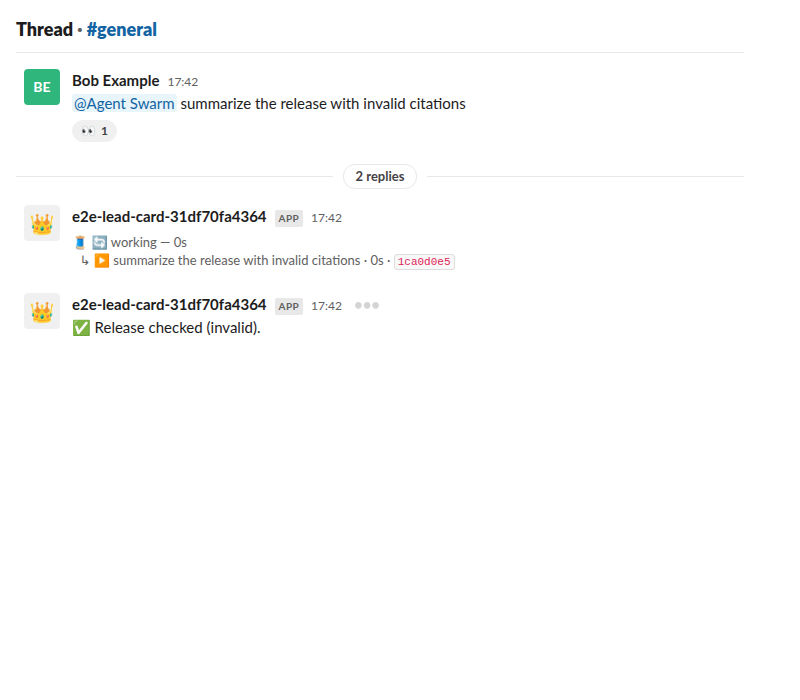 Thread • #general
BE
Bob Example 17:42
@Agent Swarm summarize the release with invalid citations
👀 1
2 replies
e2e-lead-card-31df70fa4364 APP 17:42
🧵 🔄 working — 0s
↳ ▶️ summarize the release with invalid citations · 0s · 1ca0d0e5
e2e-lead-card-31df70fa4364 APP 17:42
✅ Release checked (invalid).